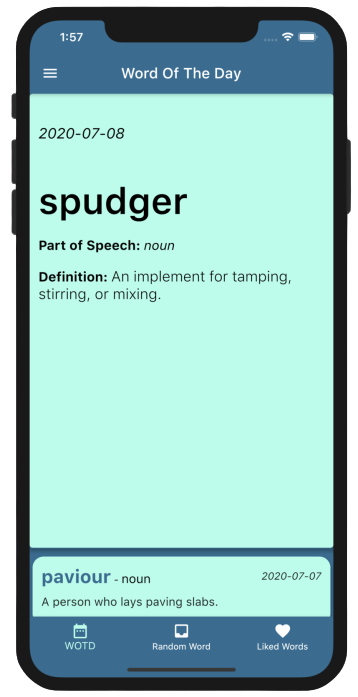 1:57
Word Of The Day
2020-07-08
spudger
Part of Speech: noun
Definition: An implement for tamping,
stirring, or mixing.
paviour - noun 2020-07-07
A person who lays paving slabs.
WOTD Random Word Liked Words